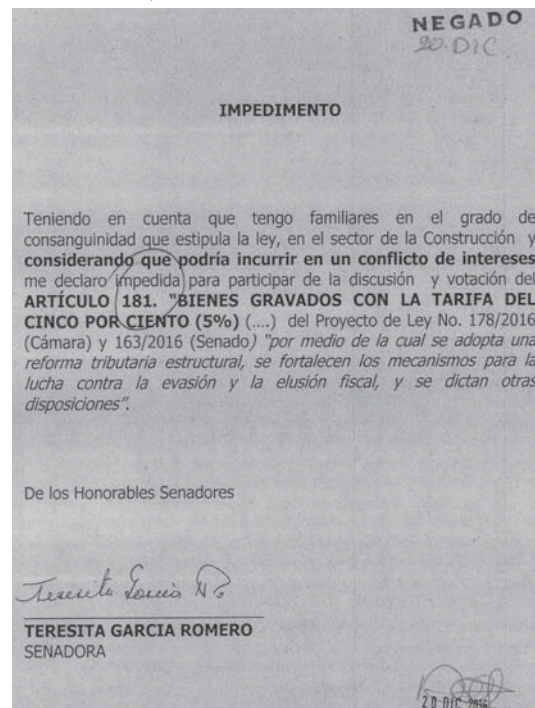 NEGADO
20. DIC
IMPEDIMENTO
Teniendo en cuenta que tengo familiares en el grado de
consanguinidad que estipula la ley, en el sector de la Construcción y
considerando que podría incurrir en un conflicto de intereses
me declaro impedida para participar de la discusión y votación del
ARTÍCULO 181. "BIENES GRAVADOS CON LA TARIFA DEL
CINCO POR CIENTO (5%) (....) del Proyecto de Ley No. 178/2016
(Cámara) y 163/2016 (Senado) "por medio de la cual se adopta una
reforma tributaria estructural, se fortalecen los mecanismos para la
lucha contra la evasión y la elusión fiscal, y se dictan otras
disposiciones".
De los Honorables Senadores
Teresita García R.
TERESITA GARCIA ROMERO
SENADORA
20 DIC 2016